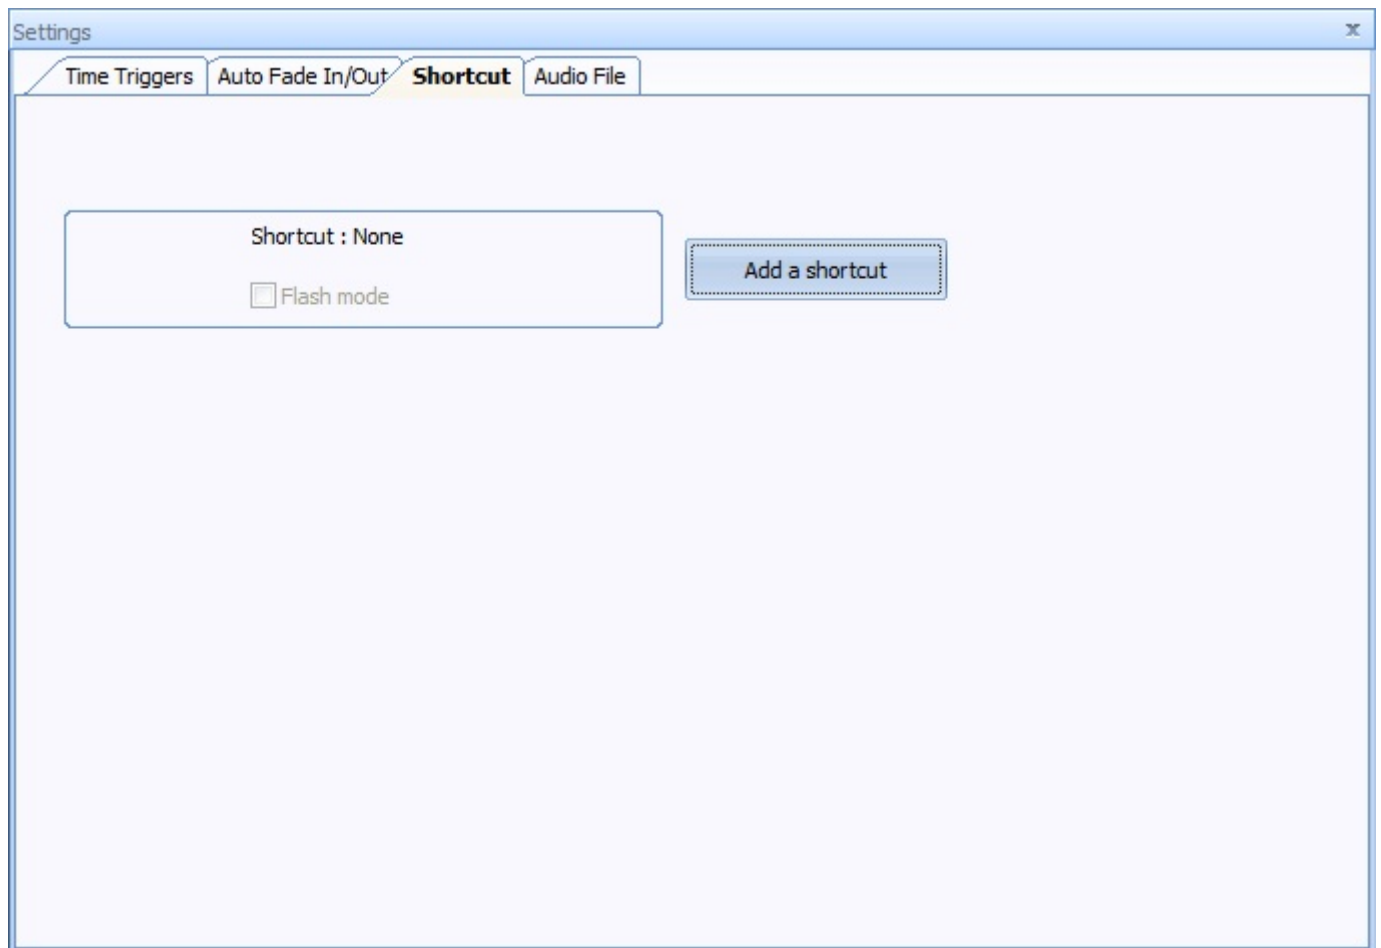 Settings
Time Triggers Auto Fade In/Out Shortcut Audio File
Shortcut : None
Add a shortcut
Flash mode